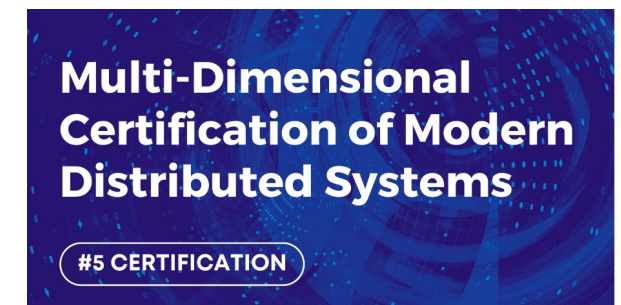 Multi-Dimensional
Certification of Modern
Distributed Systems
#5 CERTIFICATION